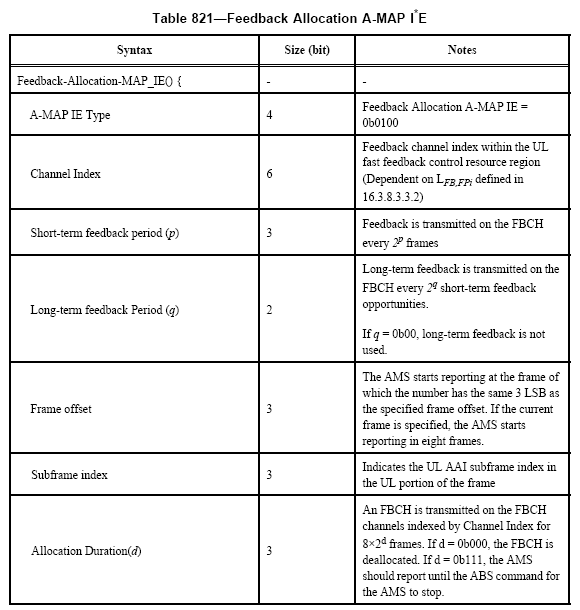 Table 821—Feedback Allocation A-MAP I*E
Syntax
Size (bit)
Notes
Feedback-Allocation-MAP_IE() {
-
-
A-MAP IE Type
4
Feedback Allocation A-MAP IE =
0b0100
Channel Index
6
Feedback channel index within the UL
fast feedback control resource region
(Dependent on L_FB,FPi defined in
16.3.8.3.3.2)
Short-term feedback period (p)
3
Feedback is transmitted on the FBCH
every 2^p frames
Long-term feedback Period (q)
2
Long-term feedback is transmitted on the
FBCH every 2^q short-term feedback
opportunities.
If q = 0b00, long-term feedback is not
used.
Frame offset
3
The AMS starts reporting at the frame of
which the number has the same 3 LSB as
the specified frame offset. If the current
frame is specified, the AMS starts
reporting in eight frames.
Subframe index
3
Indicates the UL AAI subframe index in
the UL portion of the frame
Allocation Duration(d)
3
An FBCH is transmitted on the FBCH
channels indexed by Channel Index for
8×2^d frames. If d = 0b000, the FBCH is
deallocated. If d = 0b111, the AMS
should report until the ABS command for
the AMS to stop.